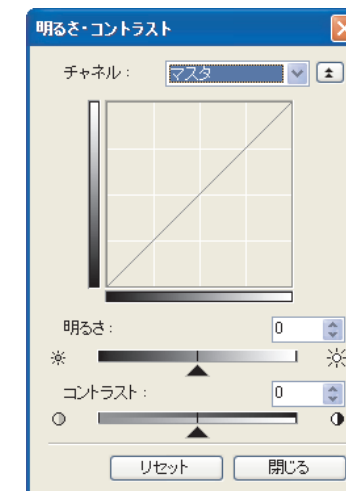 明るさ・コントラスト
チャネル： マスタ
明るさ： 0
コントラスト： 0
リセット 閉じる